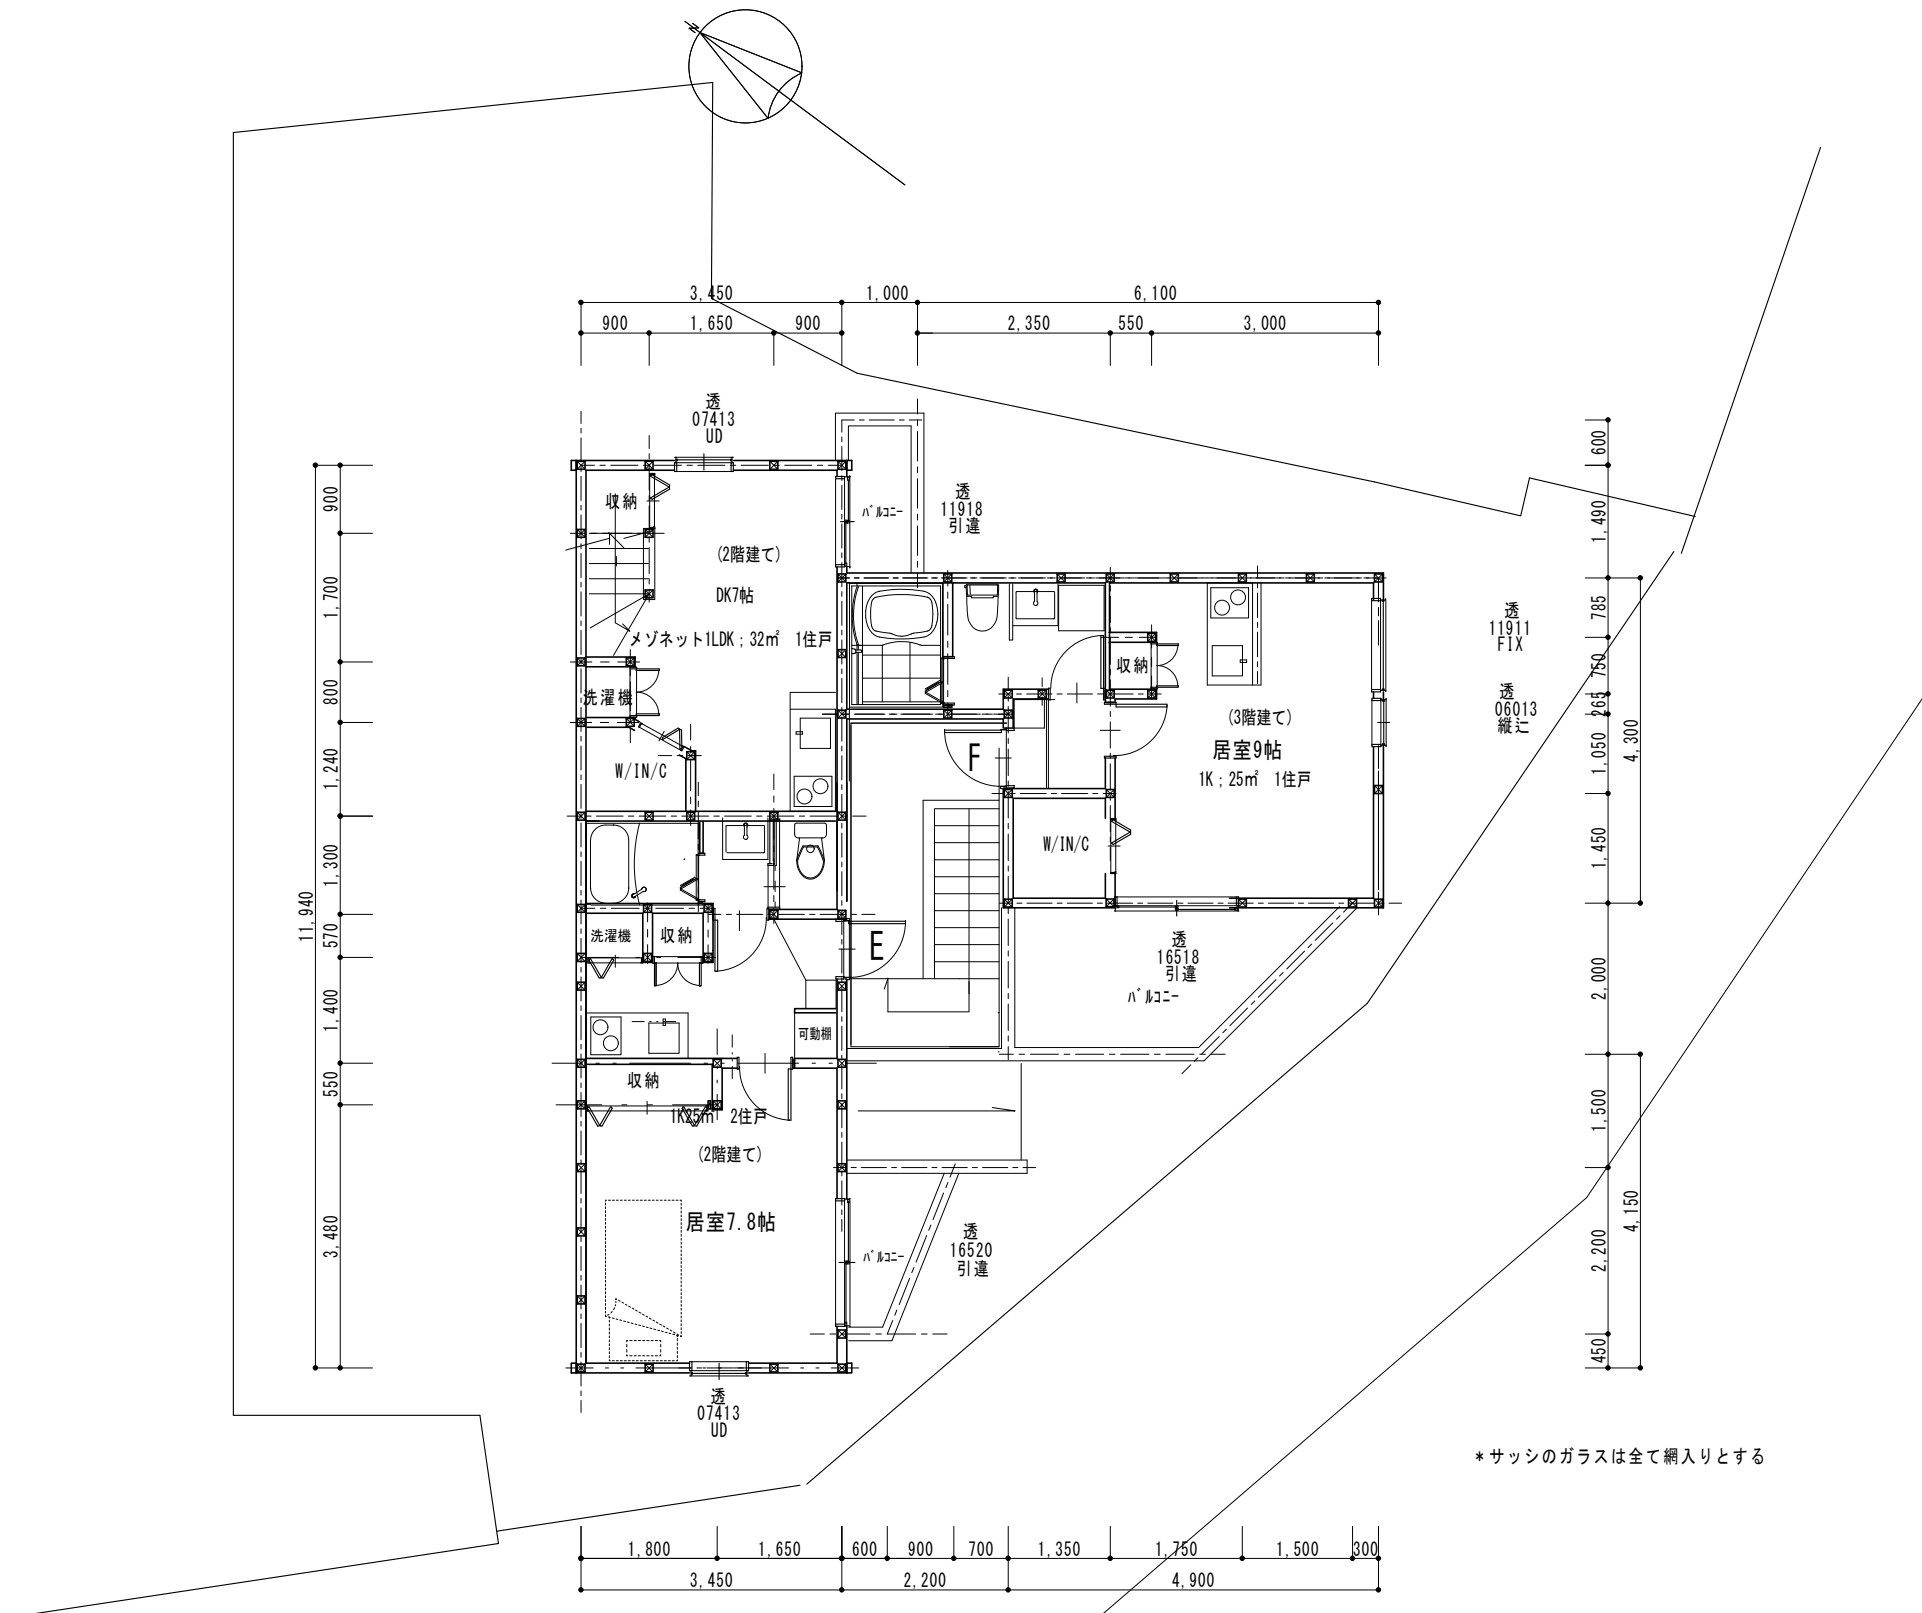 N
3,450
1,000
6,100
900
1,650
900
2,350
550
3,000
透
07413
UD
収納
(2階建て)
DK7帖
メゾネット1LDK；32㎡ 1住戸
洗濯機
W/IN/C
バルコニー
透
11918
引違
収納
(3階建て)
居室9帖
1K；25㎡ 1住戸
F
W/IN/C
透
11911
FIX
透
06013
縦辷
E
洗濯機
収納
可動棚
収納
1K25㎡ 2住戸
(2階建て)
居室7.8帖
透
16518
引違
バルコニー
バルコニー
透
16520
引違
透
07413
UD
11,940
900
1,700
800
1,240
1,300
570
1,400
550
3,480
600
1,490
785
750
265
1,050
1,450
2,000
1,500
2,200
450
4,300
4,150
＊サッシのガラスは全て網入りとする
1,800
1,650
600
900
700
1,350
1,750
1,500
300
3,450
2,200
4,900